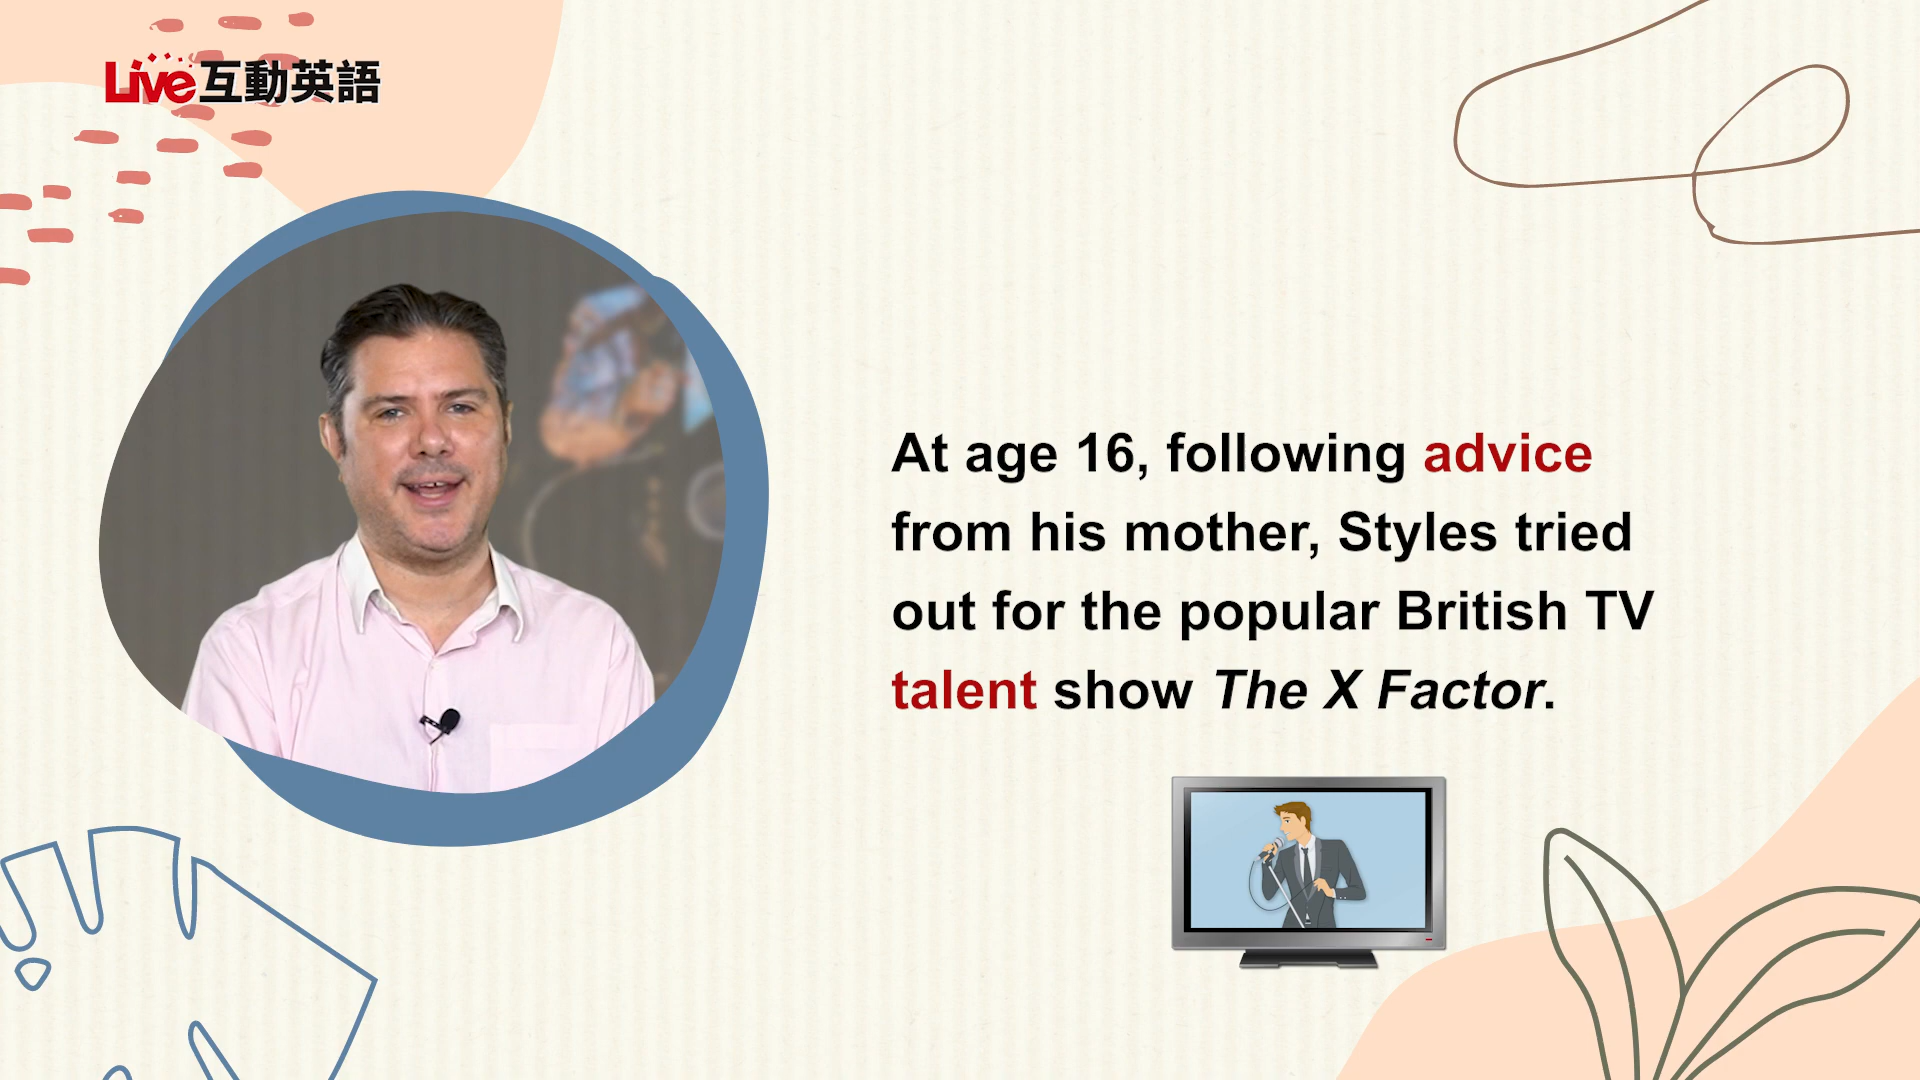 Live互動英語
At age 16, following advice
from his mother, Styles tried
out for the popular British TV
talent show The X Factor.